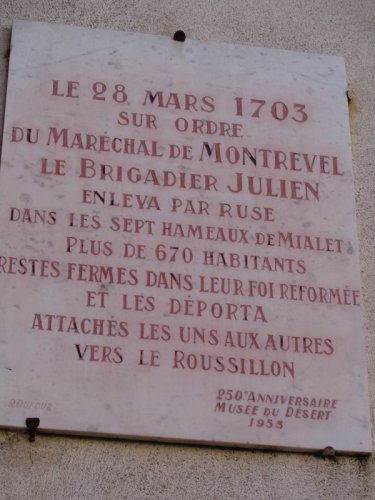 LE 28 MARS 1703
SUR ORDRE
DU MARÉCHAL DE MONTREVEL
LE BRIGADIER JULIEN
ENLEVA PAR RUSE
DANS LES SEPT HAMEAUX DE MIALET
PLUS DE 670 HABITANTS
RESTES FERMES DANS LEUR FOI RÉFORMÉE
ET LES DÉPORTA
ATTACHÉS LES UNS AUX AUTRES
VERS LE ROUSSILLON
250e ANNIVERSAIRE
MUSÉE DU DÉSERT
1953